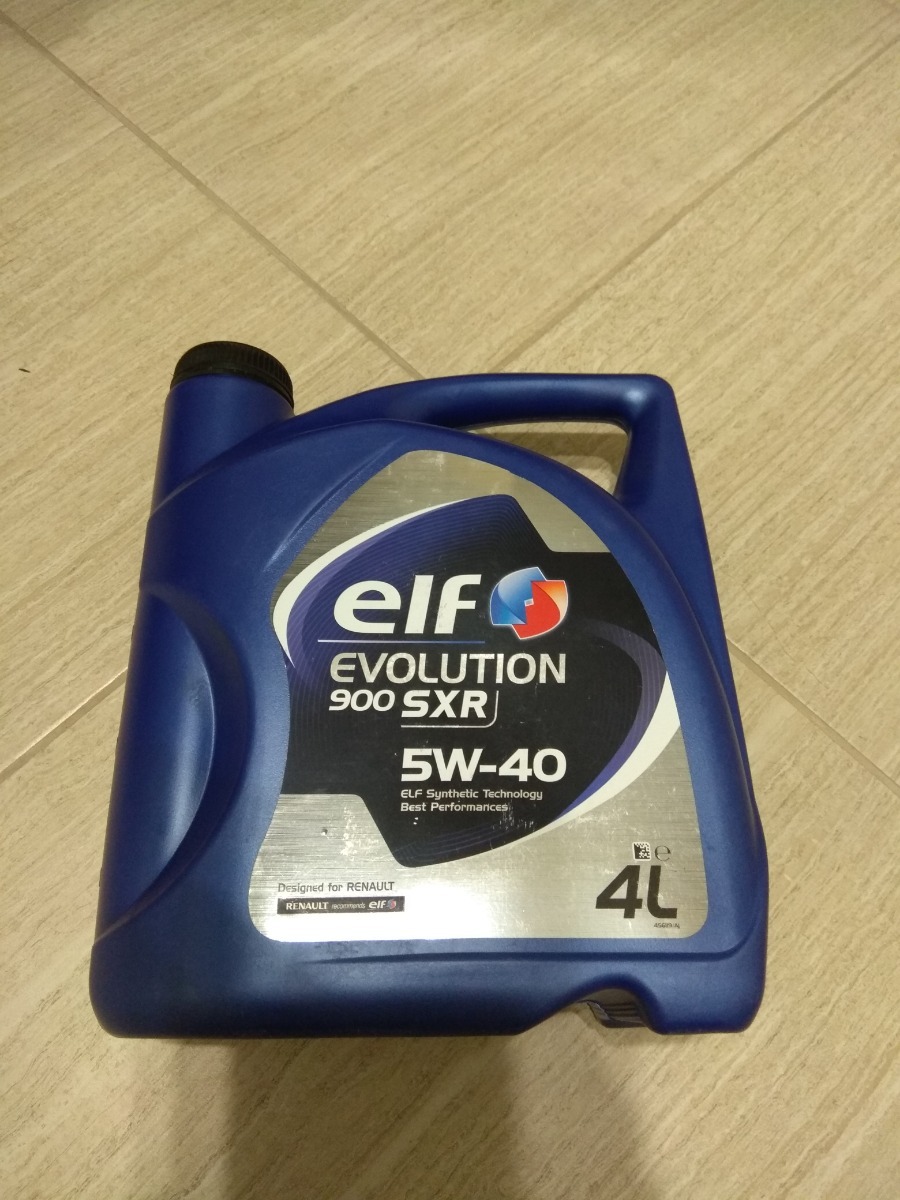 elf
EVOLUTION
900 SXR
5W-40
ELF Synthetic Technology
Best Performances
e
4L
Designed for RENAULT
RENAULT recommends elf